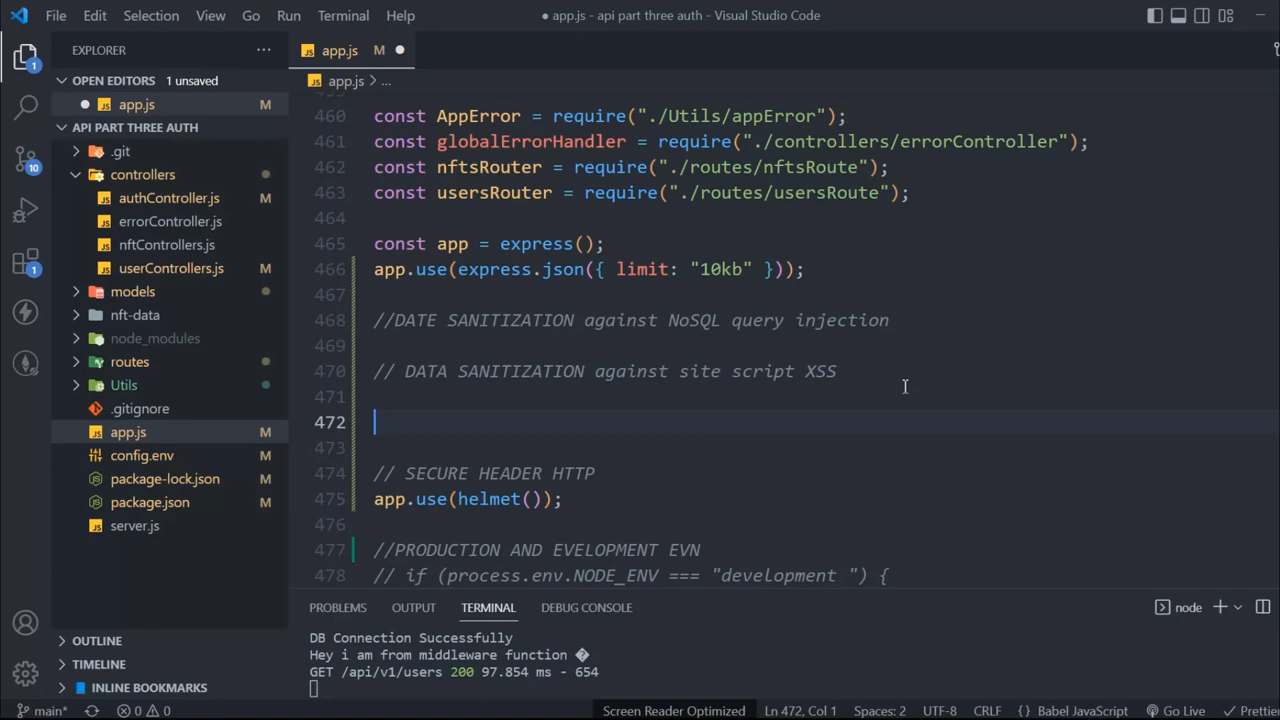 File Edit Selection View Go Run Terminal Help
● app.js - api part three auth - Visual Studio Code
EXPLORER
OPEN EDITORS 1 unsaved
app.js M
API PART THREE AUTH
.git
controllers
authController.js M
errorController.js
nftControllers.js
userControllers.js M
models
nft-data
node_modules
routes
Utils
.gitignore
app.js M
config.env M
package-lock.json M
package.json M
server.js
OUTLINE
TIMELINE
INLINE BOOKMARKS
1
10
1
app.js M
app.js > ...
460 const AppError = require("./Utils/appError");
461 const globalErrorHandler = require("./controllers/errorController");
462 const nftsRouter = require("./routes/nftsRoute");
463 const usersRouter = require("./routes/usersRoute");
464
465 const app = express();
466 app.use(express.json({ limit: "10kb" }));
467
468 //DATE SANITIZATION against NoSQL query injection
469
470 // DATA SANITIZATION against site script XSS
471
472
473
474 // SECURE HEADER HTTP
475 app.use(helmet());
476
477 //PRODUCTION AND EVELOPMENT EVN
478 // if (process.env.NODE_ENV === "development ") {
PROBLEMS OUTPUT TERMINAL DEBUG CONSOLE
node
DB Connection Successfully
Hey i am from middleware function �
GET /api/v1/users 200 97.854 ms - 654
main* 0 0 Screen Reader Optimized Ln 472, Col 1 Spaces: 2 UTF-8 CRLF {} Babel JavaScript Go Live